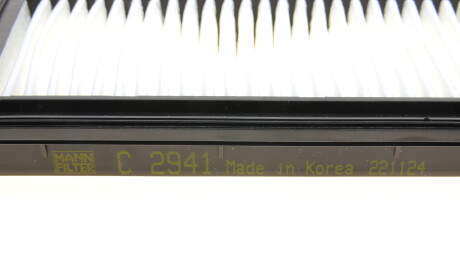 MANN
FILTER
C 2941 Made in Korea 221124